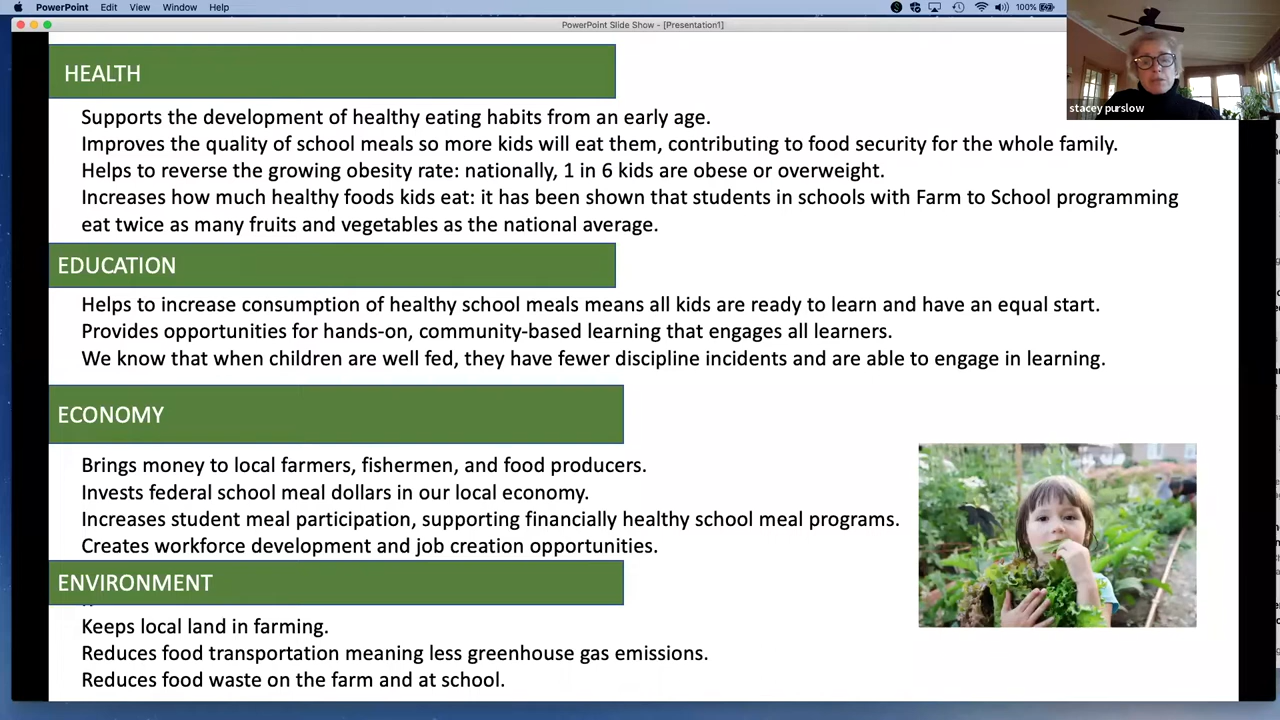 PowerPoint Edit View Window Help 100%
PowerPoint Slide Show - [Presentation1]
stacey purslow
HEALTH
Supports the development of healthy eating habits from an early age.
Improves the quality of school meals so more kids will eat them, contributing to food security for the whole family.
Helps to reverse the growing obesity rate: nationally, 1 in 6 kids are obese or overweight.
Increases how much healthy foods kids eat: it has been shown that students in schools with Farm to School programming
eat twice as many fruits and vegetables as the national average.
EDUCATION
Helps to increase consumption of healthy school meals means all kids are ready to learn and have an equal start.
Provides opportunities for hands-on, community-based learning that engages all learners.
We know that when children are well fed, they have fewer discipline incidents and are able to engage in learning.
ECONOMY
Brings money to local farmers, fishermen, and food producers.
Invests federal school meal dollars in our local economy.
Increases student meal participation, supporting financially healthy school meal programs.
Creates workforce development and job creation opportunities.
ENVIRONMENT
Keeps local land in farming.
Reduces food transportation meaning less greenhouse gas emissions.
Reduces food waste on the farm and at school.